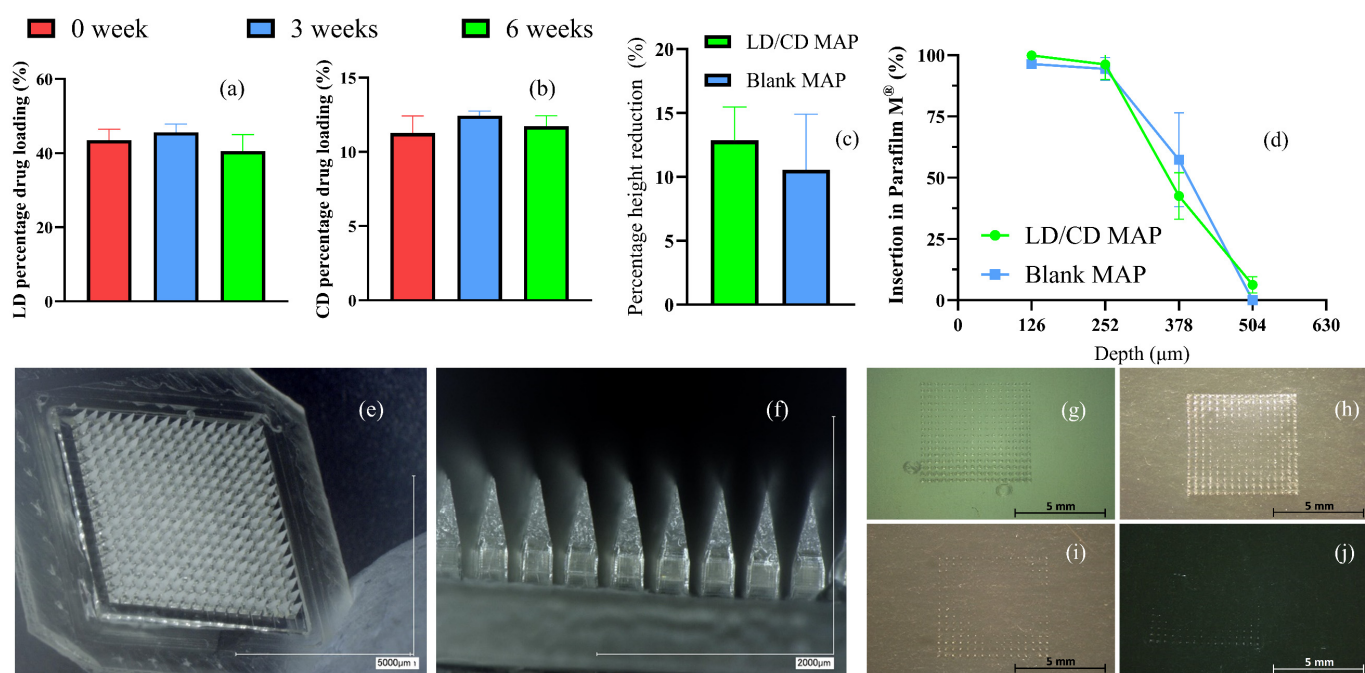 0 week 3 weeks 6 weeks
LD percentage drug loading (%)
60
40
20
0
(a)
CD percentage drug loading (%)
15
10
5
0
(b)
Percentage height reduction (%)
20
15
10
5
0
LD/CD MAP
Blank MAP
(c)
Insertion in Parafilm M® (%)
100
75
50
25
0
(d)
LD/CD MAP
Blank MAP
0 126 252 378 504 630
Depth (μm)
(e)
5000μm
(f)
2000μm
(g)
5 mm
(h)
5 mm
(i)
5 mm
(j)
5 mm